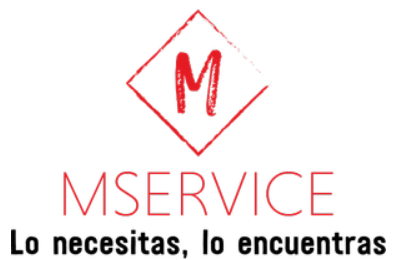 M
MSERVICE
Lo necesitas, lo encuentras